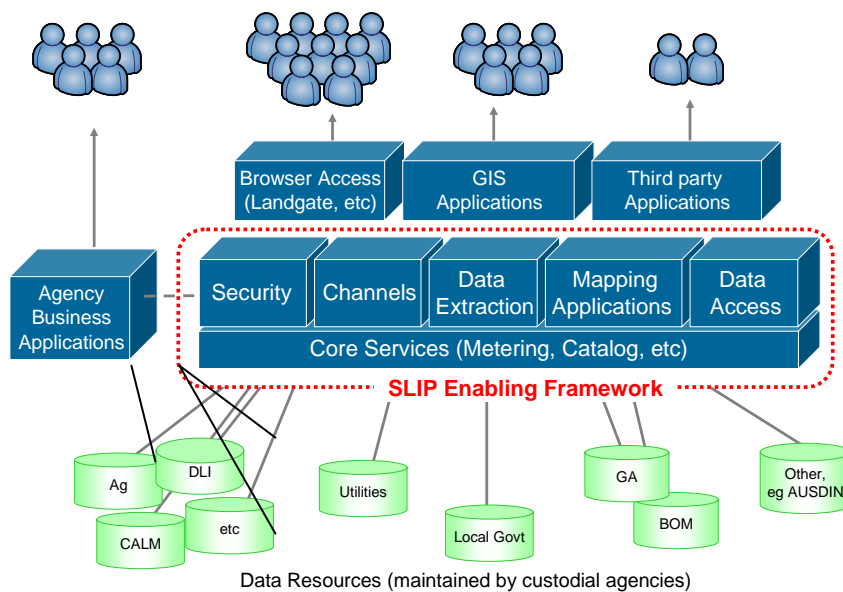 Browser Access
(Landgate, etc)
GIS
Applications
Third party
Applications
Agency
Business
Applications
Security
Channels
Data
Extraction
Mapping
Applications
Data
Access
Core Services (Metering, Catalog, etc)
SLIP Enabling Framework
Ag
DLI
CALM
etc
Utilities
Local Govt
GA
BOM
Other,
eg AUSDIN
Data Resources (maintained by custodial agencies)